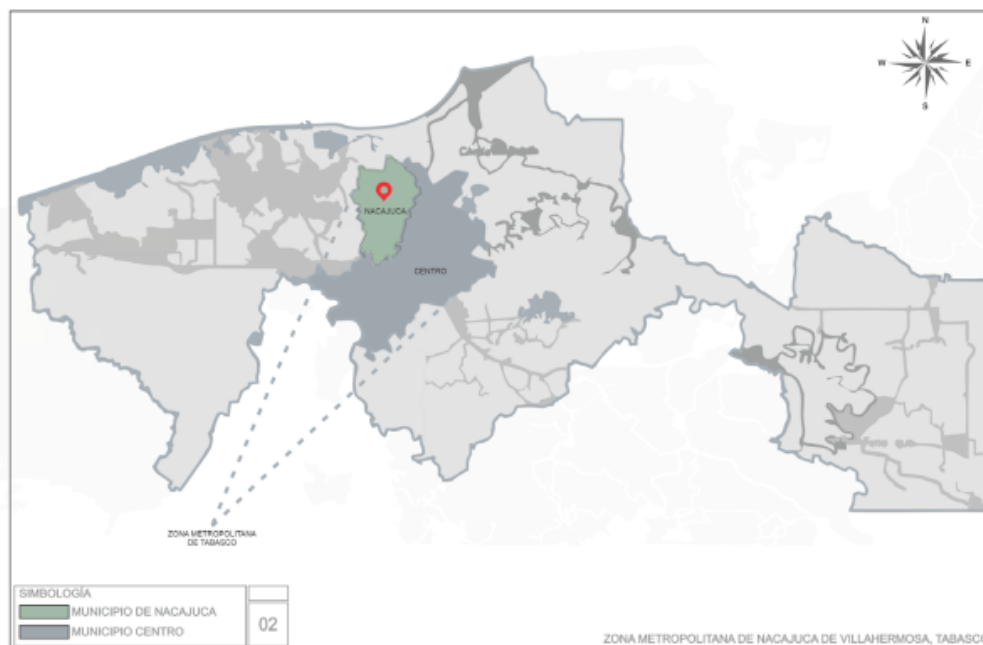 N
W E
S
NACAJUCA
CENTRO
ZONA METROPOLITANA
DE TABASCO
SIMBOLOGÍA
MUNICIPIO DE NACAJUCA
MUNICIPIO CENTRO
02
ZONA METROPOLITANA DE NACAJUCA DE VILLAHERMOSA, TABASCO